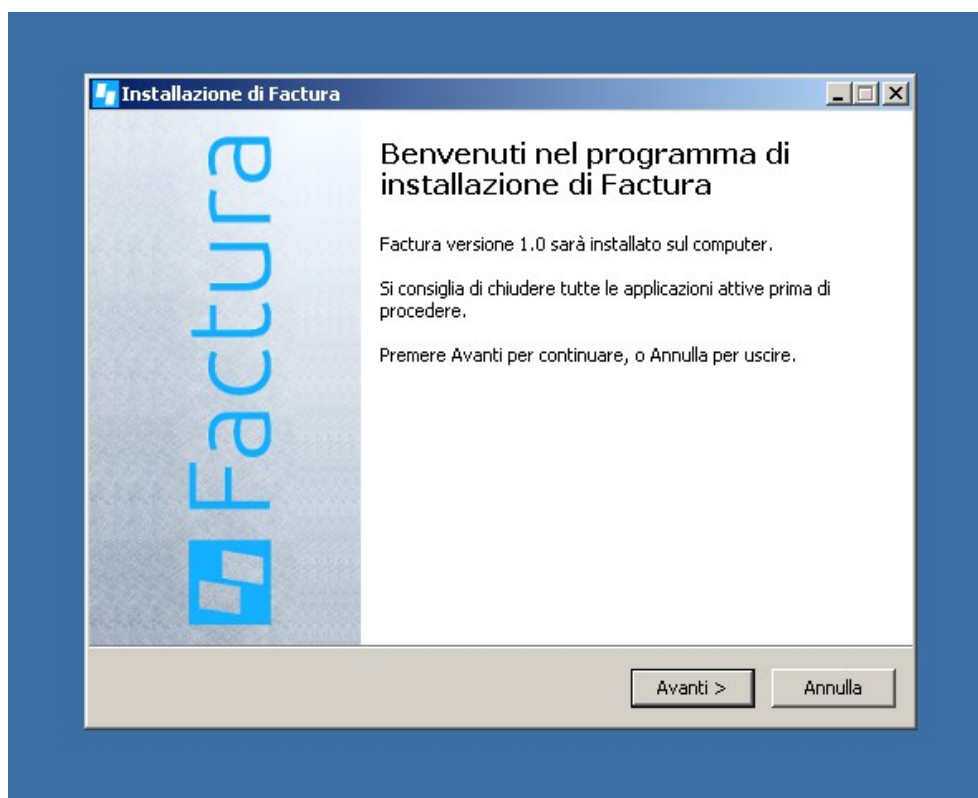 Installazione di Factura
Factura
Benvenuti nel programma di
installazione di Factura
Factura versione 1.0 sarà installato sul computer.
Si consiglia di chiudere tutte le applicazioni attive prima di
procedere.
Premere Avanti per continuare, o Annulla per uscire.
Avanti >
Annulla